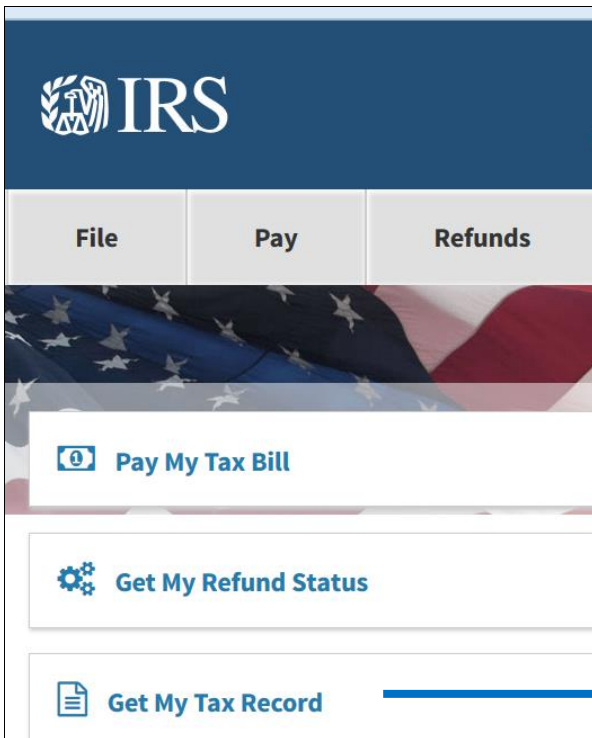 IRS
File Pay Refunds
Pay My Tax Bill
Get My Refund Status
Get My Tax Record